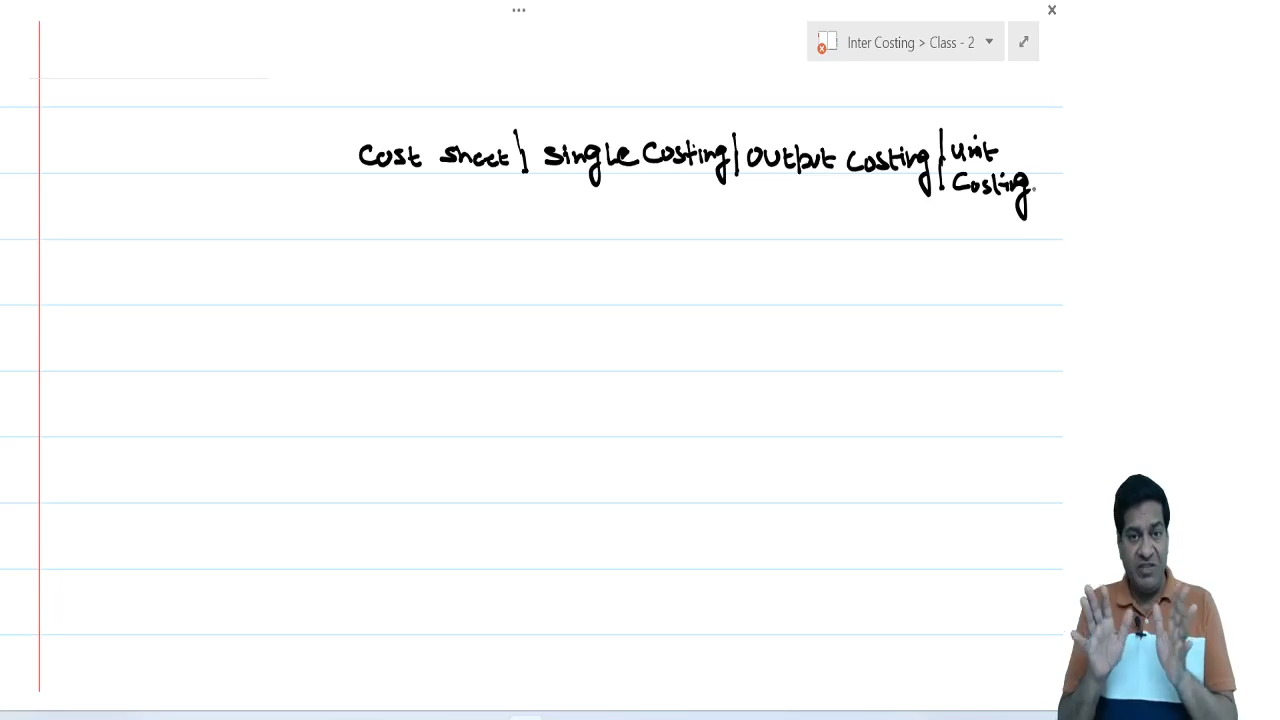 ...
Inter Costing > Class - 2
Cost sheet | Single Costing | Output Costing | Unit
Costing